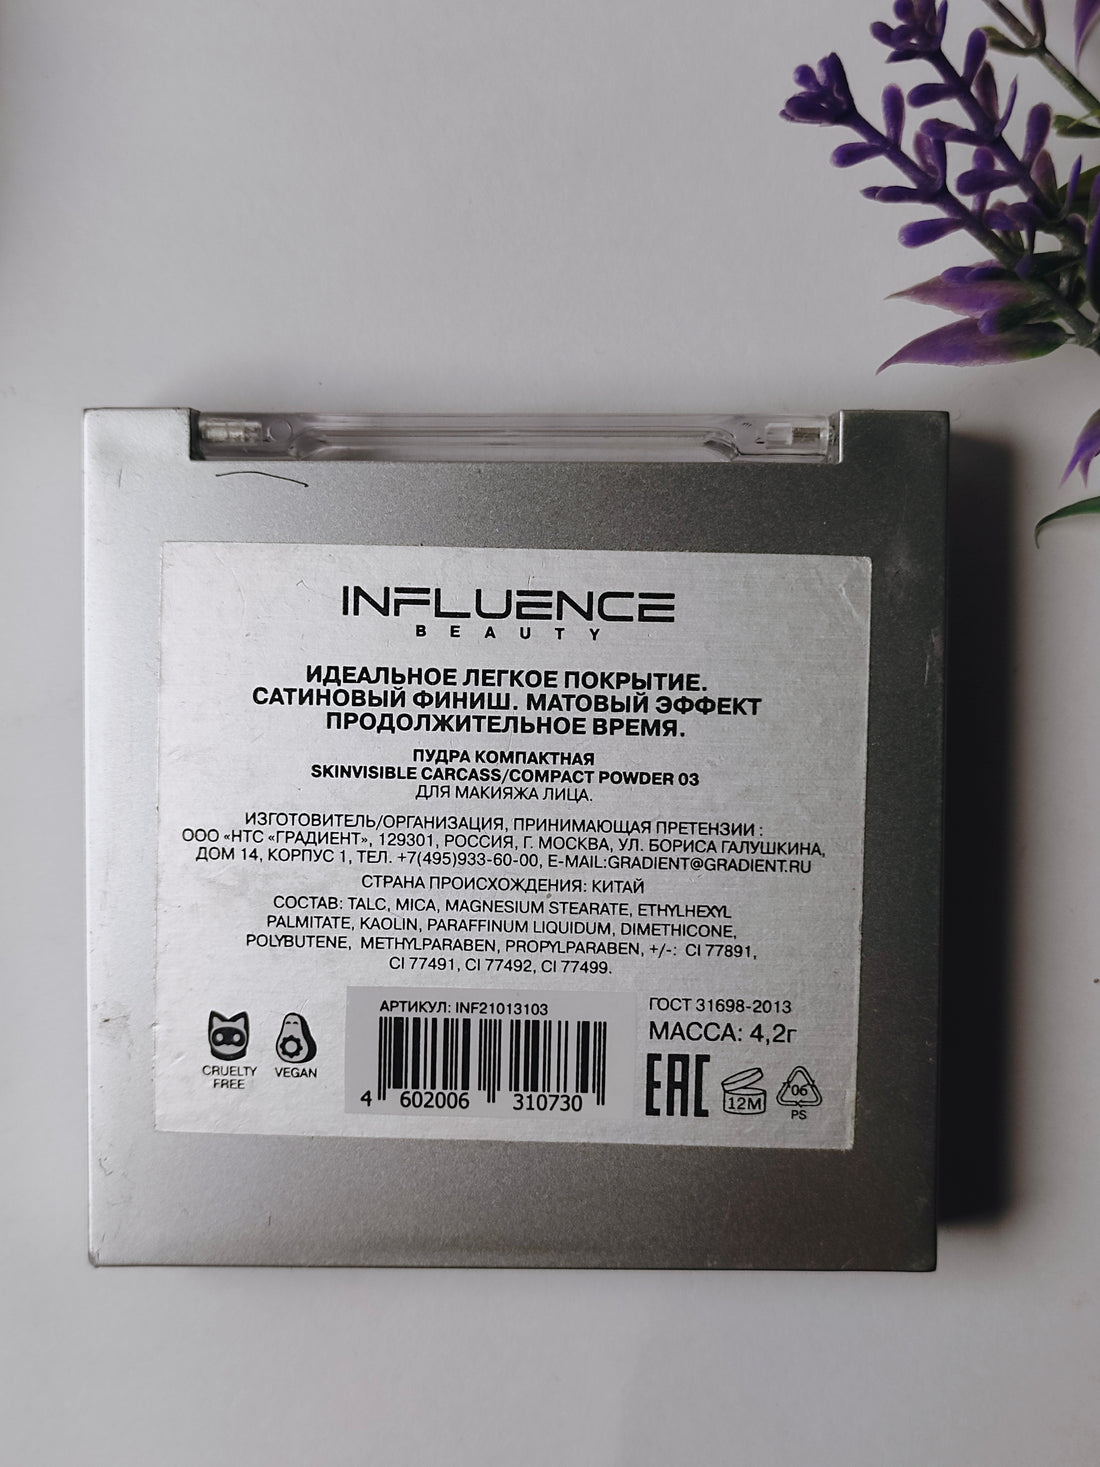 INFLUENCE
BEAUTY
ИДЕАЛЬНОЕ ЛЕГКОЕ ПОКРЫТИЕ.
САТИНОВЫЙ ФИНИШ. МАТОВЫЙ ЭФФЕКТ
ПРОДОЛЖИТЕЛЬНОЕ ВРЕМЯ.
ПУДРА КОМПАКТНАЯ
SKINVISIBLE CARCASS/COMPACT POWDER 03
ДЛЯ МАКИЯЖА ЛИЦА.
ИЗГОТОВИТЕЛЬ/ОРГАНИЗАЦИЯ, ПРИНИМАЮЩАЯ ПРЕТЕНЗИИ :
ООО «НТС «ГРАДИЕНТ», 129301, РОССИЯ, Г. МОСКВА, УЛ. БОРИСА ГАЛУШКИНА,
ДОМ 14, КОРПУС 1, ТЕЛ. +7(495)933-60-00, E-MAIL:GRADIENT@GRADIENT.RU
СТРАНА ПРОИСХОЖДЕНИЯ: КИТАЙ
СОСТАВ: TALC, MICA, MAGNESIUM STEARATE, ETHYLHEXYL
PALMITATE, KAOLIN, PARAFFINUM LIQUIDUM, DIMETHICONE,
POLYBUTENE, METHYLPARABEN, PROPYLPARABEN, +/-: CI 77891,
CI 77491, CI 77492, CI 77499.
CRUELTY
FREE
VEGAN
АРТИКУЛ: INF21013103
4 602006 310730
ГОСТ 31698-2013
МАССА: 4,2г
EAC
12M
06
PS